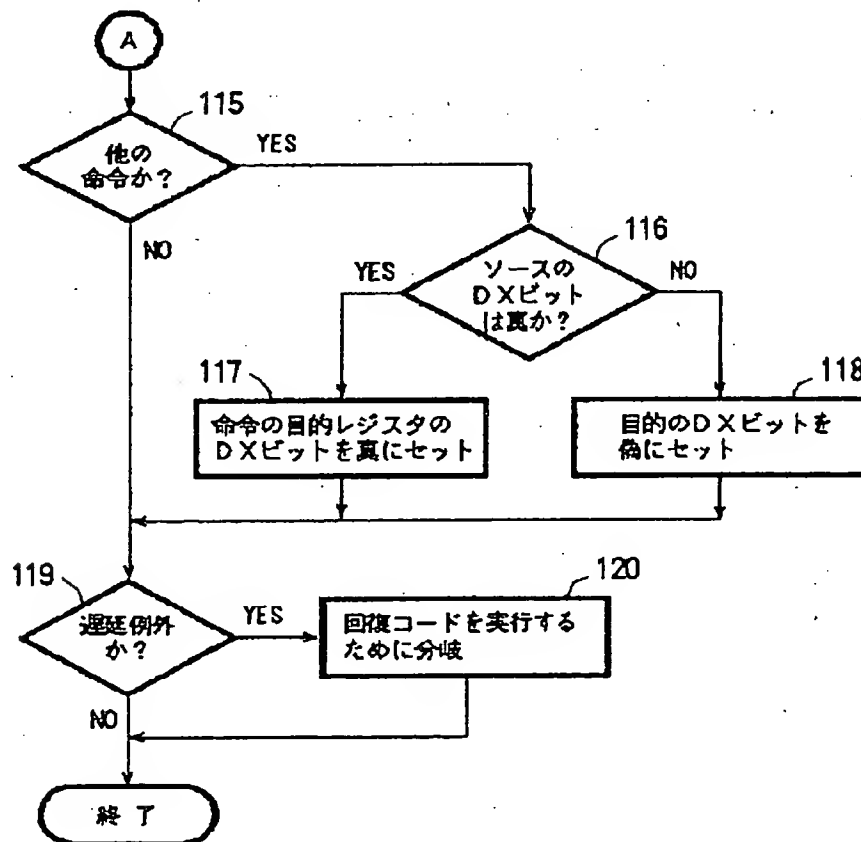 A
115
他の
命令か?
YES
NO
116
ソースの
DXビット
は真か?
YES
NO
117
命令の目的レジスタの
DXビットを真にセット
118
目的のDXビットを
偽にセット
119
遅延例外
か?
YES
NO
120
回復コードを実行する
ために分岐
終了